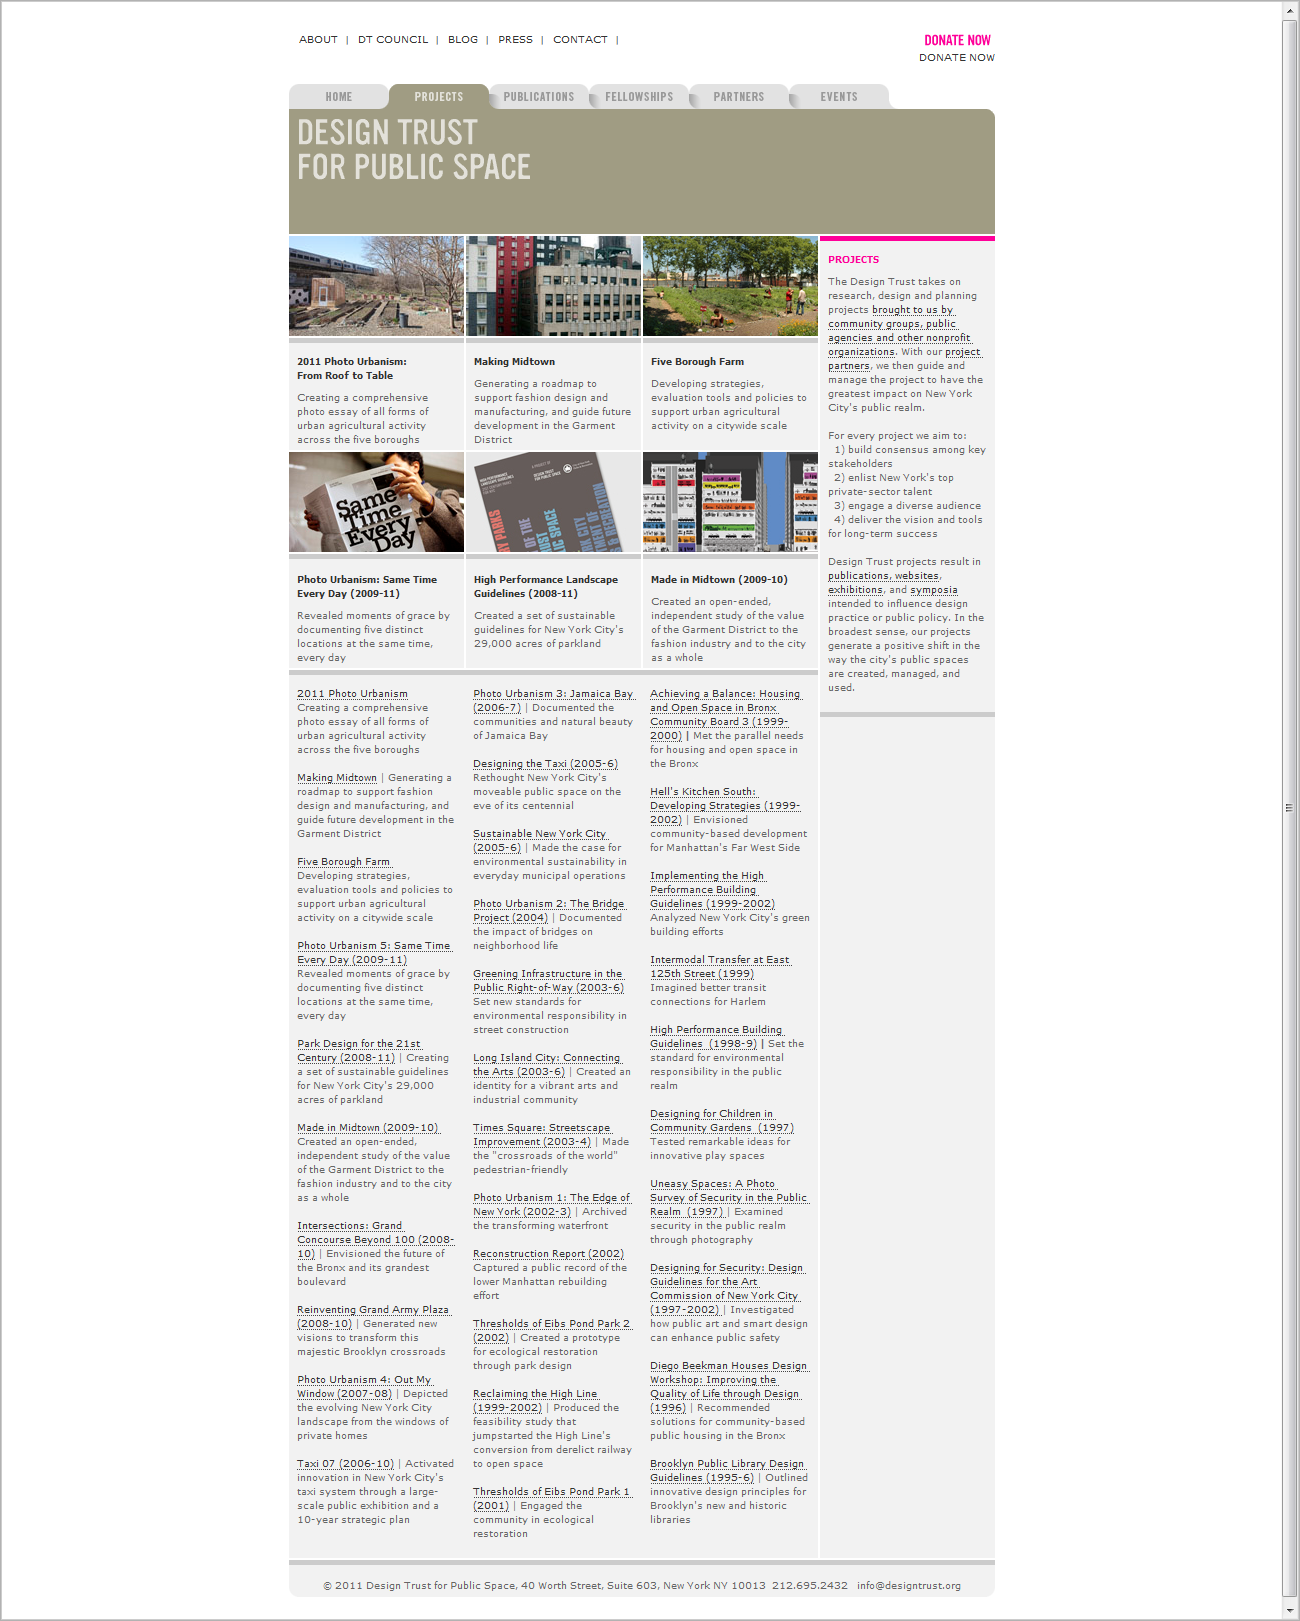 ABOUT | DT COUNCIL | BLOG | PRESS | CONTACT |
DONATE NOW
DONATE NOW
HOME PROJECTS PUBLICATIONS FELLOWSHIPS PARTNERS EVENTS
DESIGN TRUST
FOR PUBLIC SPACE
2011 Photo Urbanism:
From Roof to Table
Creating a comprehensive
photo essay of all forms of
urban agricultural activity
across the five boroughs
Making Midtown
Generating a roadmap to
support fashion design and
manufacturing, and guide future
development in the Garment
District
Five Borough Farm
Developing strategies,
evaluation tools and policies to
support urban agricultural
activity on a citywide scale
Same
Time
Every
Day
Photo Urbanism: Same Time
Every Day (2009-11)
Revealed moments of grace by
documenting five distinct
locations at the same time,
every day
High Performance Landscape
Guidelines (2008-11)
Created a set of sustainable
guidelines for New York City's
29,000 acres of parkland
Made in Midtown (2009-10)
Created an open-ended,
independent study of the value
of the Garment District to the
fashion industry and to the city
as a whole
PROJECTS
The Design Trust takes on
research, design and planning
projects brought to us by
community groups, public
agencies and other nonprofit
organizations. With our project
partners, we then guide and
manage the project to have the
greatest impact on New York
City's public realm.
For every project we aim to:
1) build consensus among key
stakeholders
2) enlist New York's top
private-sector talent
3) engage a diverse audience
4) deliver the vision and tools
for long-term success
Design Trust projects result in
publications, websites,
exhibitions, and symposia
intended to influence design
practice or public policy. In the
broadest sense, our projects
generate a positive shift in the
way the city's public spaces
are created, managed, and
used.
2011 Photo Urbanism
Creating a comprehensive
photo essay of all forms of
urban agricultural activity
across the five boroughs
Making Midtown | Generating a
roadmap to support fashion
design and manufacturing, and
guide future development in the
Garment District
Five Borough Farm
Developing strategies,
evaluation tools and policies to
support urban agricultural
activity on a citywide scale
Photo Urbanism 5: Same Time
Every Day (2009-11)
Revealed moments of grace by
documenting five distinct
locations at the same time,
every day
Park Design for the 21st
Century (2008-11) | Creating
a set of sustainable guidelines
for New York City's 29,000
acres of parkland
Made in Midtown (2009-10)
Created an open-ended,
independent study of the value
of the Garment District to the
fashion industry and to the city
as a whole
Intersections: Grand
Concourse Beyond 100 (2008-
10) | Envisioned the future of
the Bronx and its grandest
boulevard
Reinventing Grand Army Plaza
(2008-10) | Generated new
visions to transform this
majestic Brooklyn crossroads
Photo Urbanism 4: Out My
Window (2007-08) | Depicted
the evolving New York City
landscape from the windows of
private homes
Taxi 07 (2006-10) | Activated
innovation in New York City's
taxi system through a large-
scale public exhibition and a
10-year strategic plan
Photo Urbanism 3: Jamaica Bay
(2006-7) | Documented the
communities and natural beauty
of Jamaica Bay
Designing the Taxi (2005-6)
Rethought New York City's
moveable public space on the
eve of its centennial
Sustainable New York City
(2005-6) | Made the case for
environmental sustainability in
everyday municipal operations
Photo Urbanism 2: The Bridge
Project (2004) | Documented
the impact of bridges on
neighborhood life
Greening Infrastructure in the
Public Right-of-Way (2003-6)
Set new standards for
environmental responsibility in
street construction
Long Island City: Connecting
the Arts (2003-6) | Created an
identity for a vibrant arts and
industrial community
Times Square: Streetscape
Improvement (2003-4) | Made
the "crossroads of the world"
pedestrian-friendly
Photo Urbanism 1: The Edge of
New York (2002-3) | Archived
the transforming waterfront
Reconstruction Report (2002)
Captured a public record of the
lower Manhattan rebuilding
effort
Thresholds of Eibs Pond Park 2
(2002) | Created a prototype
for ecological restoration
through park design
Reclaiming the High Line
(1999-2002) | Produced the
feasibility study that
jumpstarted the High Line's
conversion from derelict railway
to open space
Thresholds of Eibs Pond Park 1
(2001) | Engaged the
community in ecological
restoration
Achieving a Balance: Housing
and Open Space in Bronx
Community Board 3 (1999-
2000) | Met the parallel needs
for housing and open space in
the Bronx
Hell's Kitchen South:
Developing Strategies (1999-
2002) | Envisioned
community-based development
for Manhattan's Far West Side
Implementing the High
Performance Building
Guidelines (1999-2002)
Analyzed New York City's green
building efforts
Intermodal Transfer at East
125th Street (1999)
Imagined better transit
connections for Harlem
High Performance Building
Guidelines (1998-9) | Set the
standard for environmental
responsibility in the public
realm
Designing for Children in
Community Gardens (1997)
Tested remarkable ideas for
innovative play spaces
Uneasy Spaces: A Photo
Survey of Security in the Public
Realm (1997) | Examined
security in the public realm
through photography
Designing for Security: Design
Guidelines for the Art
Commission of New York City
(1997-2002) | Investigated
how public art and smart design
can enhance public safety
Diego Beekman Houses Design
Workshop: Improving the
Quality of Life through Design
(1996) | Recommended
solutions for community-based
public housing in the Bronx
Brooklyn Public Library Design
Guidelines (1995-6) | Outlined
innovative design principles for
Brooklyn's new and historic
libraries
© 2011 Design Trust for Public Space, 40 Worth Street, Suite 603, New York NY 10013 212.695.2432 info@designtrust.org